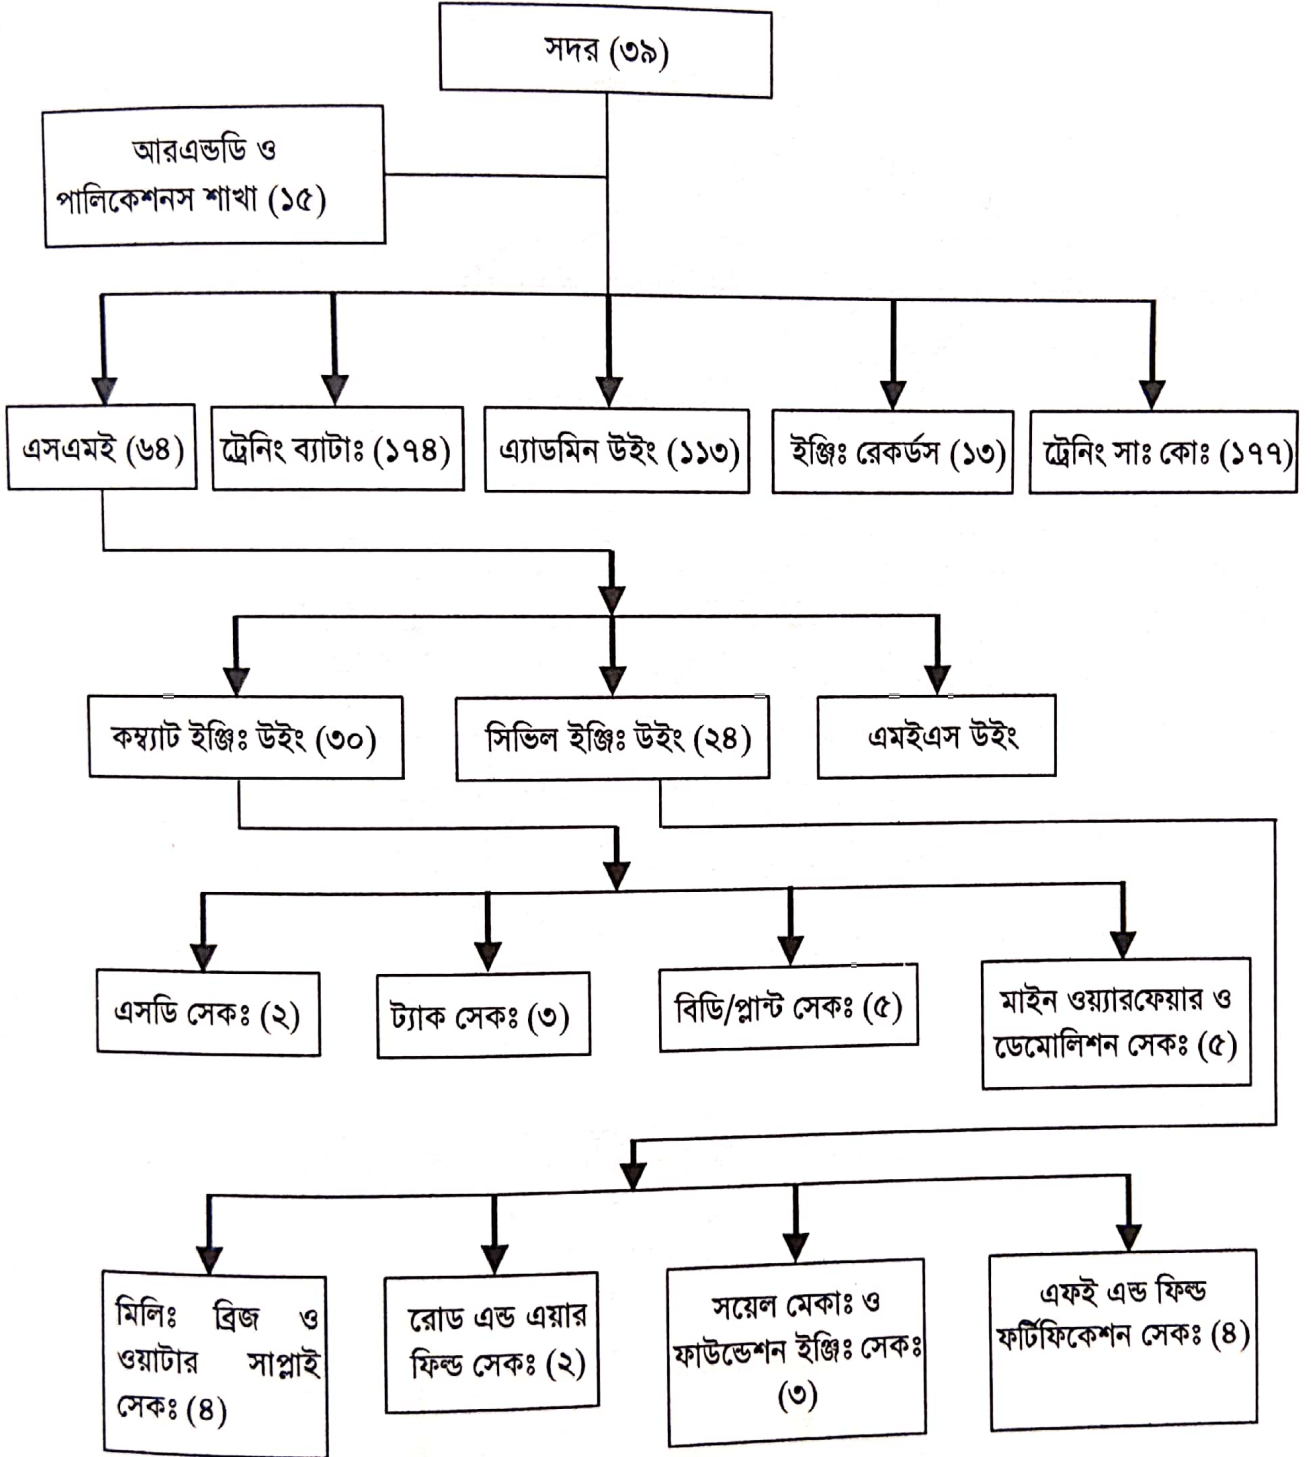 সদর (৩৯)
আরএন্ডডি ও
পালিকেশনস শাখা (১৫)
এসএমই (৬৪)
ট্রেনিং ব্যাটাঃ (১৭৪)
এ্যাডমিন উইং (১১৩)
ইঞ্জিঃ রেকর্ডস (১৩)
ট্রেনিং সাঃ কোঃ (১৭৭)
কম্ব্যাট ইঞ্জিঃ উইং (৩০)
সিভিল ইঞ্জিঃ উইং (২৪)
এমইএস উইং
এসডি সেকঃ (২)
ট্যাক সেকঃ (৩)
বিডি/প্লান্ট সেকঃ (৫)
মাইন ওয়্যারফেয়ার ও
ডেমোলিশন সেকঃ (৫)
মিলিঃ ব্রিজ ও
ওয়াটার সাপ্লাই
সেকঃ (৪)
রোড এন্ড এয়ার
ফিল্ড সেকঃ (২)
সয়েল মেকাঃ ও
ফাউন্ডেশন ইঞ্জিঃ সেকঃ
(৩)
এফই এন্ড ফিল্ড
ফর্টিফিকেশন সেকঃ (৪)